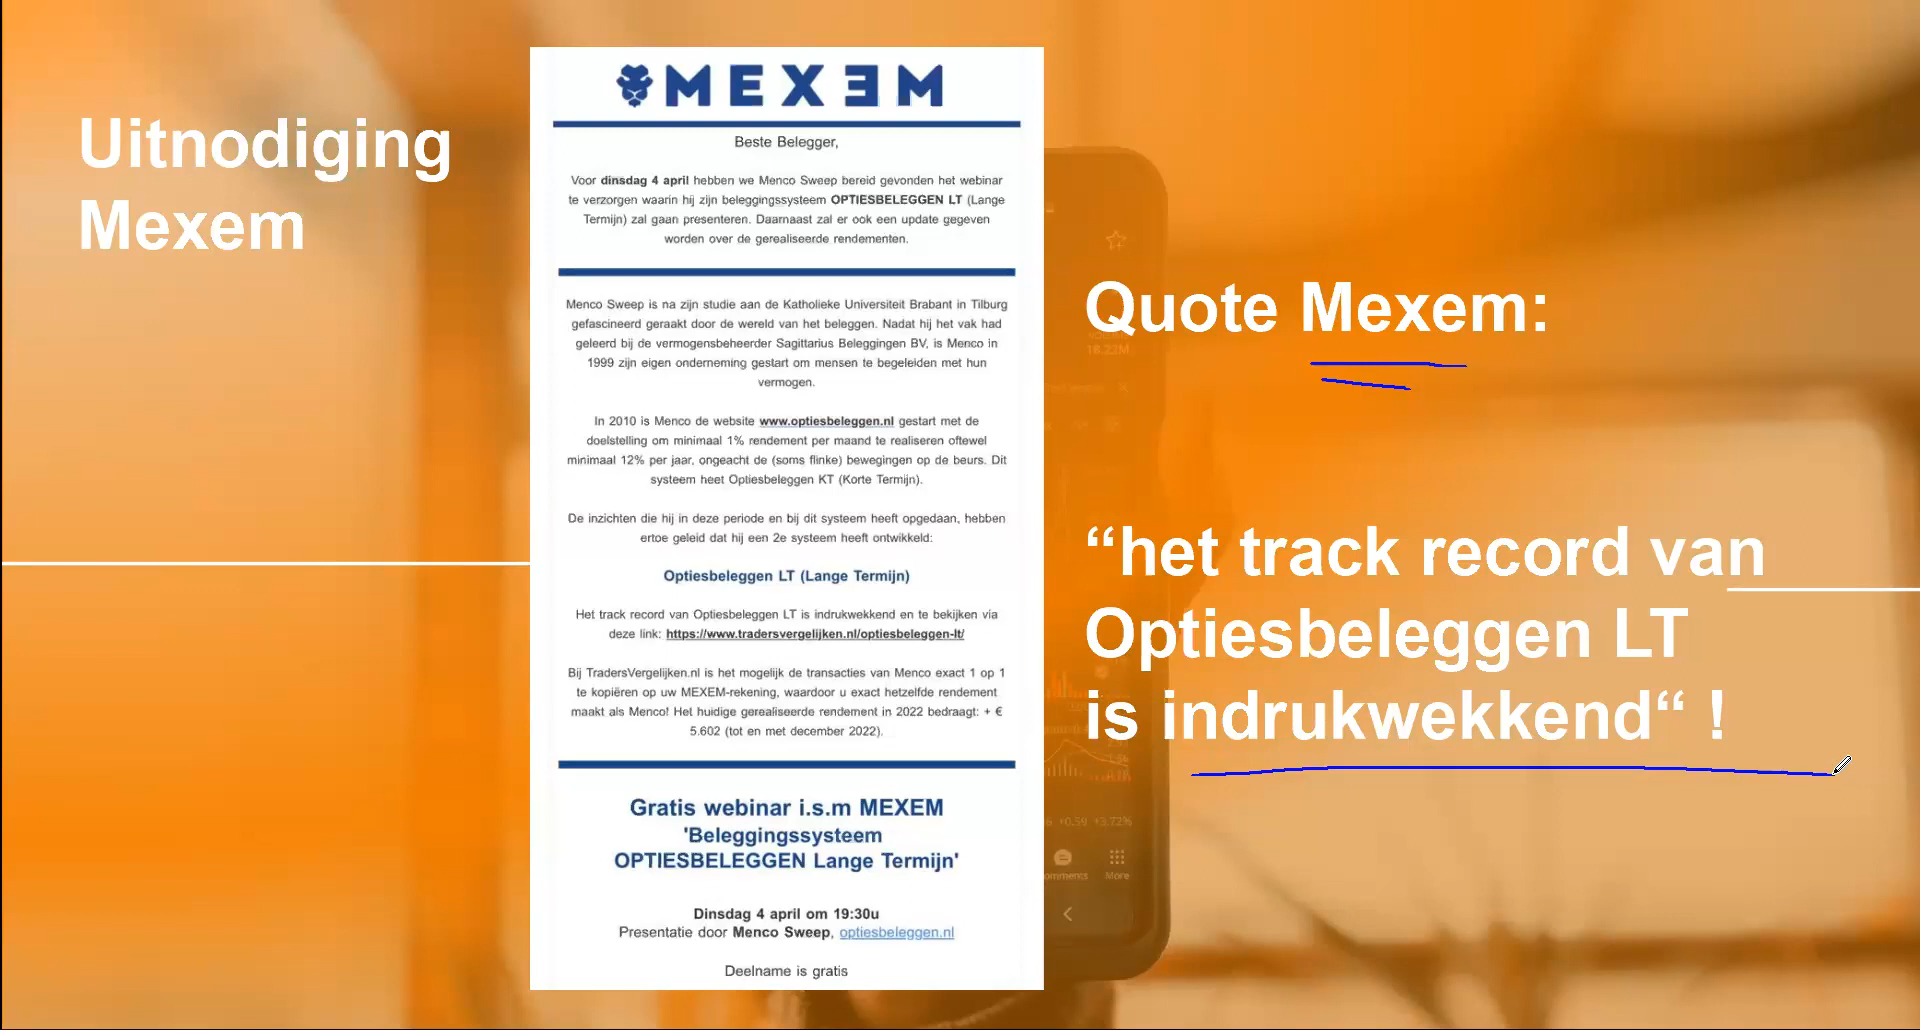 Uitnodiging
Mexem
MEXEM
Beste Belegger,
Voor dinsdag 4 april hebben we Menco Sweep bereid gevonden het webinar
te verzorgen waarin hij zijn beleggingssysteem OPTIESBELEGGEN LT (Lange
Termijn) zal gaan presenteren. Daarnaast zal er ook een update gegeven
worden over de gerealiseerde rendementen.
Menco Sweep is na zijn studie aan de Katholieke Universiteit Brabant in Tilburg
gefascineerd geraakt door de wereld van het beleggen. Nadat hij het vak had
geleerd bij de vermogensbeheerder Sagittarius Beleggingen BV, is Menco in
1999 zijn eigen onderneming gestart om mensen te begeleiden met hun
vermogen.
In 2010 is Menco de website www.optiesbeleggen.nl gestart met de
doelstelling om minimaal 1% rendement per maand te realiseren oftewel
minimaal 12% per jaar, ongeacht de (soms flinke) bewegingen op de beurs. Dit
systeem heet Optiesbeleggen KT (Korte Termijn).
De inzichten die hij in deze periode en bij dit systeem heeft opgedaan, hebben
ertoe geleid dat hij een 2e systeem heeft ontwikkeld:
Optiesbeleggen LT (Lange Termijn)
Het track record van Optiesbeleggen LT is indrukwekkend en te bekijken via
deze link: https://www.tradersvergelijken.nl/optiesbeleggen-lt/
Bij TradersVergelijken.nl is het mogelijk de transacties van Menco exact 1 op 1
te kopiëren op uw MEXEM-rekening, waardoor u exact hetzelfde rendement
maakt als Menco! Het huidige gerealiseerde rendement in 2022 bedraagt: + €
5.602 (tot en met december 2022).
Gratis webinar i.s.m MEXEM
'Beleggingssysteem
OPTIESBELEGGEN Lange Termijn'
Dinsdag 4 april om 19:30u
Presentatie door Menco Sweep, optiesbeleggen.nl
Deelname is gratis
Quote Mexem:
18.22M
“het track record van
Optiesbeleggen LT
is indrukwekkend“ !
+0.59 +3.72%
More